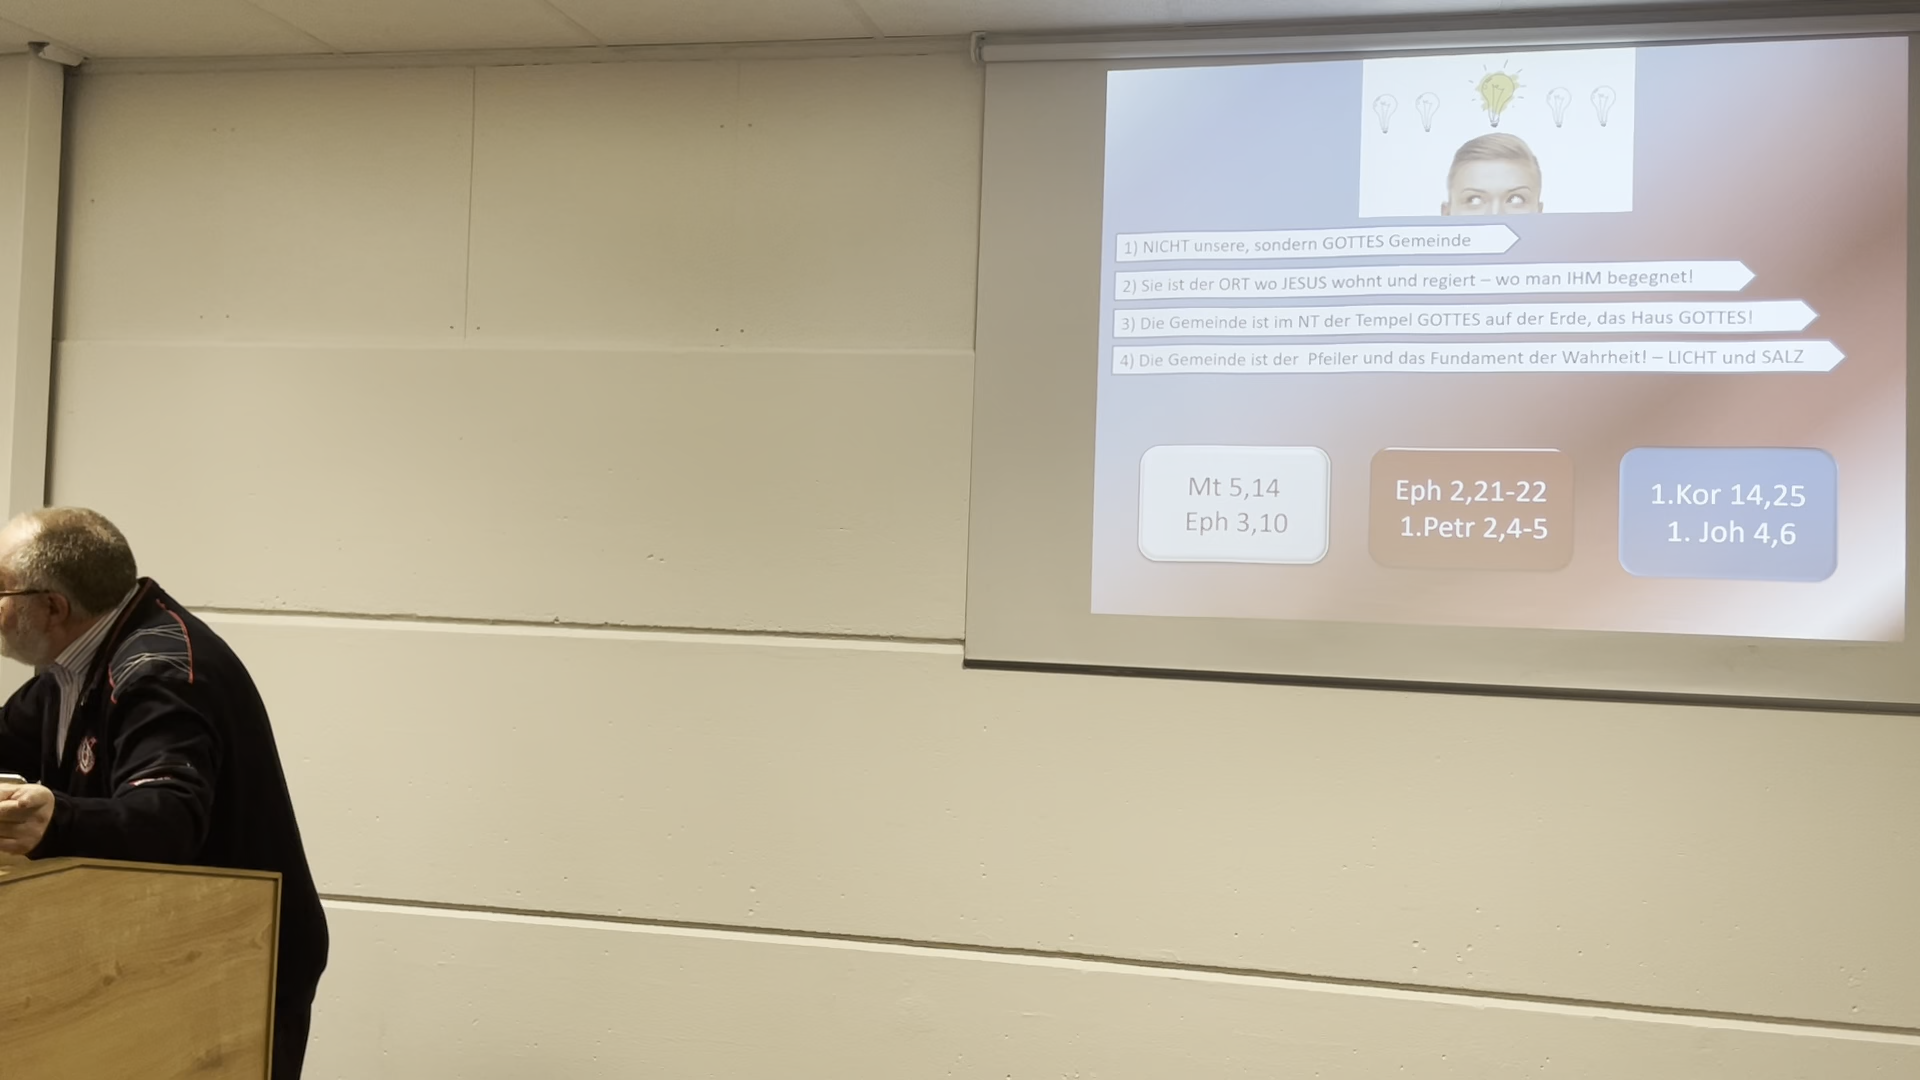 1) NICHT unsere, sondern GOTTES Gemeinde
2) Sie ist der ORT wo JESUS wohnt und regiert – wo man IHM begegnet!
3) Die Gemeinde ist im NT der Tempel GOTTES auf der Erde, das Haus GOTTES!
4) Die Gemeinde ist der Pfeiler und das Fundament der Wahrheit! – LICHT und SALZ
Mt 5,14
Eph 3,10
Eph 2,21-22
1.Petr 2,4-5
1.Kor 14,25
1. Joh 4,6